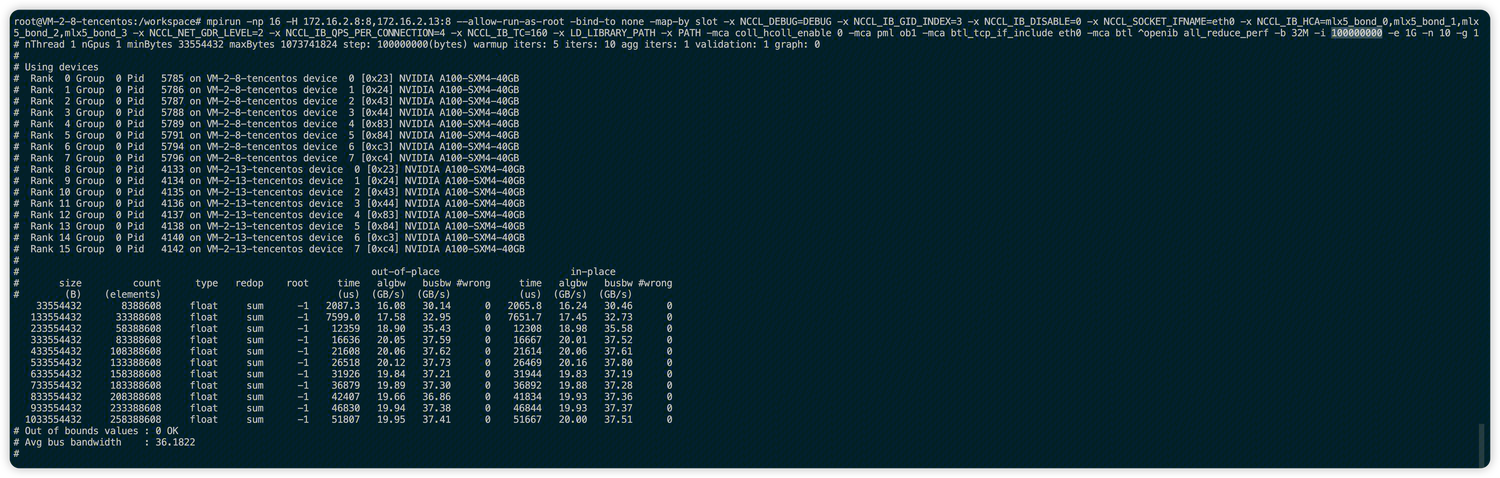 root@VM-2-8-tencentos:/workspace# mpirun -np 16 -H 172.16.2.8:8,172.16.2.13:8 --allow-run-as-root -bind-to none -map-by slot -x NCCL_DEBUG=DEBUG -x NCCL_IB_GID_INDEX=3 -x NCCL_IB_DISABLE=0 -x NCCL_SOCKET_IFNAME=eth0 -x NCCL_IB_HCA=mlx5_bond_0,mlx5_bond_1,mlx
5_bond_2,mlx5_bond_3 -x NCCL_NET_GDR_LEVEL=2 -x NCCL_IB_QPS_PER_CONNECTION=4 -x NCCL_IB_TC=160 -x LD_LIBRARY_PATH -x PATH -mca coll_hcoll_enable 0 -mca pml ob1 -mca btl_tcp_if_include eth0 -mca btl ^openib all_reduce_perf -b 32M -i 100000000 -e 1G -n 10 -g 1
# nThread 1 nGpus 1 minBytes 33554432 maxBytes 1073741824 step: 100000000(bytes) warmup iters: 5 iters: 10 agg iters: 1 validation: 1 graph: 0
#
# Using devices
#  Rank  0 Group  0 Pid   5785 on VM-2-8-tencentos device  0 [0x23] NVIDIA A100-SXM4-40GB
#  Rank  1 Group  0 Pid   5786 on VM-2-8-tencentos device  1 [0x24] NVIDIA A100-SXM4-40GB
#  Rank  2 Group  0 Pid   5787 on VM-2-8-tencentos device  2 [0x43] NVIDIA A100-SXM4-40GB
#  Rank  3 Group  0 Pid   5788 on VM-2-8-tencentos device  3 [0x44] NVIDIA A100-SXM4-40GB
#  Rank  4 Group  0 Pid   5789 on VM-2-8-tencentos device  4 [0x83] NVIDIA A100-SXM4-40GB
#  Rank  5 Group  0 Pid   5791 on VM-2-8-tencentos device  5 [0x84] NVIDIA A100-SXM4-40GB
#  Rank  6 Group  0 Pid   5794 on VM-2-8-tencentos device  6 [0xc3] NVIDIA A100-SXM4-40GB
#  Rank  7 Group  0 Pid   5796 on VM-2-8-tencentos device  7 [0xc4] NVIDIA A100-SXM4-40GB
#  Rank  8 Group  0 Pid   4133 on VM-2-13-tencentos device  0 [0x23] NVIDIA A100-SXM4-40GB
#  Rank  9 Group  0 Pid   4134 on VM-2-13-tencentos device  1 [0x24] NVIDIA A100-SXM4-40GB
#  Rank 10 Group  0 Pid   4135 on VM-2-13-tencentos device  2 [0x43] NVIDIA A100-SXM4-40GB
#  Rank 11 Group  0 Pid   4136 on VM-2-13-tencentos device  3 [0x44] NVIDIA A100-SXM4-40GB
#  Rank 12 Group  0 Pid   4137 on VM-2-13-tencentos device  4 [0x83] NVIDIA A100-SXM4-40GB
#  Rank 13 Group  0 Pid   4138 on VM-2-13-tencentos device  5 [0x84] NVIDIA A100-SXM4-40GB
#  Rank 14 Group  0 Pid   4140 on VM-2-13-tencentos device  6 [0xc3] NVIDIA A100-SXM4-40GB
#  Rank 15 Group  0 Pid   4142 on VM-2-13-tencentos device  7 [0xc4] NVIDIA A100-SXM4-40GB
#
# out-of-place in-place
# size count type redop root time algbw busbw #wrong time algbw busbw #wrong
# (B) (elements) (us) (GB/s) (GB/s) (us) (GB/s) (GB/s)
33554432 8388608 float sum -1 2087.3 16.08 30.14 0 2065.8 16.24 30.46 0
133554432 33388608 float sum -1 7599.0 17.58 32.95 0 7651.7 17.45 32.73 0
233554432 58388608 float sum -1 12359 18.90 35.43 0 12308 18.98 35.58 0
333554432 83388608 float sum -1 16636 20.05 37.59 0 16667 20.01 37.52 0
433554432 108388608 float sum -1 21608 20.06 37.62 0 21614 20.06 37.61 0
533554432 133388608 float sum -1 26518 20.12 37.73 0 26469 20.16 37.80 0
633554432 158388608 float sum -1 31926 19.84 37.21 0 31944 19.83 37.19 0
733554432 183388608 float sum -1 36879 19.89 37.30 0 36892 19.88 37.28 0
833554432 208388608 float sum -1 42407 19.66 36.86 0 41834 19.93 37.36 0
933554432 233388608 float sum -1 46830 19.94 37.38 0 46844 19.93 37.37 0
1033554432 258388608 float sum -1 51807 19.95 37.41 0 51667 20.00 37.51 0
# Out of bounds values : 0 OK
# Avg bus bandwidth    : 36.1822
#